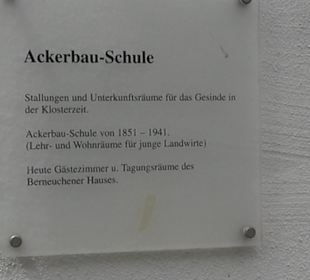 Ackerbau-Schule
Stallungen und Unterkunftsräume für das Gesinde in
der Klosterzeit.
Ackerbau-Schule von 1851 – 1941.
(Lehr- und Wohnräume für junge Landwirte)
Heute Gästezimmer u. Tagungsräume des
Berneuchener Hauses.